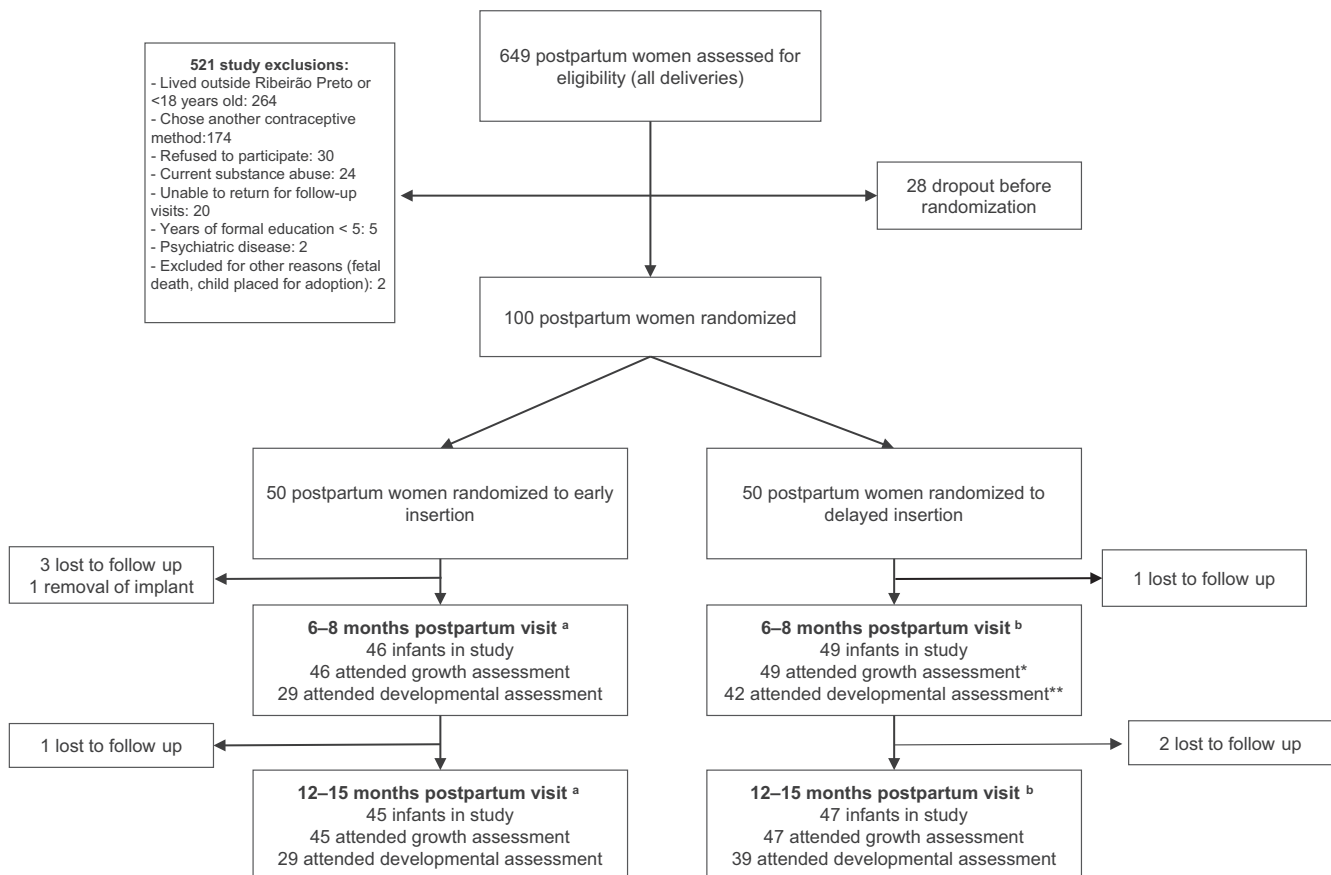 649 postpartum women assessed for
eligibility (all deliveries)
521 study exclusions:
- Lived outside Ribeirão Preto or
<18 years old: 264
- Chose another contraceptive
method:174
- Refused to participate: 30
- Current substance abuse: 24
- Unable to return for follow-up
visits: 20
- Years of formal education < 5: 5
- Psychiatric disease: 2
- Excluded for other reasons (fetal
death, child placed for adoption): 2
28 dropout before
randomization
100 postpartum women randomized
50 postpartum women randomized to early
insertion
50 postpartum women randomized to
delayed insertion
3 lost to follow up
1 removal of implant
1 lost to follow up
6–8 months postpartum visit ᵃ
46 infants in study
46 attended growth assessment
29 attended developmental assessment
6–8 months postpartum visit ᵇ
49 infants in study
49 attended growth assessment*
42 attended developmental assessment**
1 lost to follow up
2 lost to follow up
12–15 months postpartum visit ᵃ
45 infants in study
45 attended growth assessment
29 attended developmental assessment
12–15 months postpartum visit ᵇ
47 infants in study
47 attended growth assessment
39 attended developmental assessment